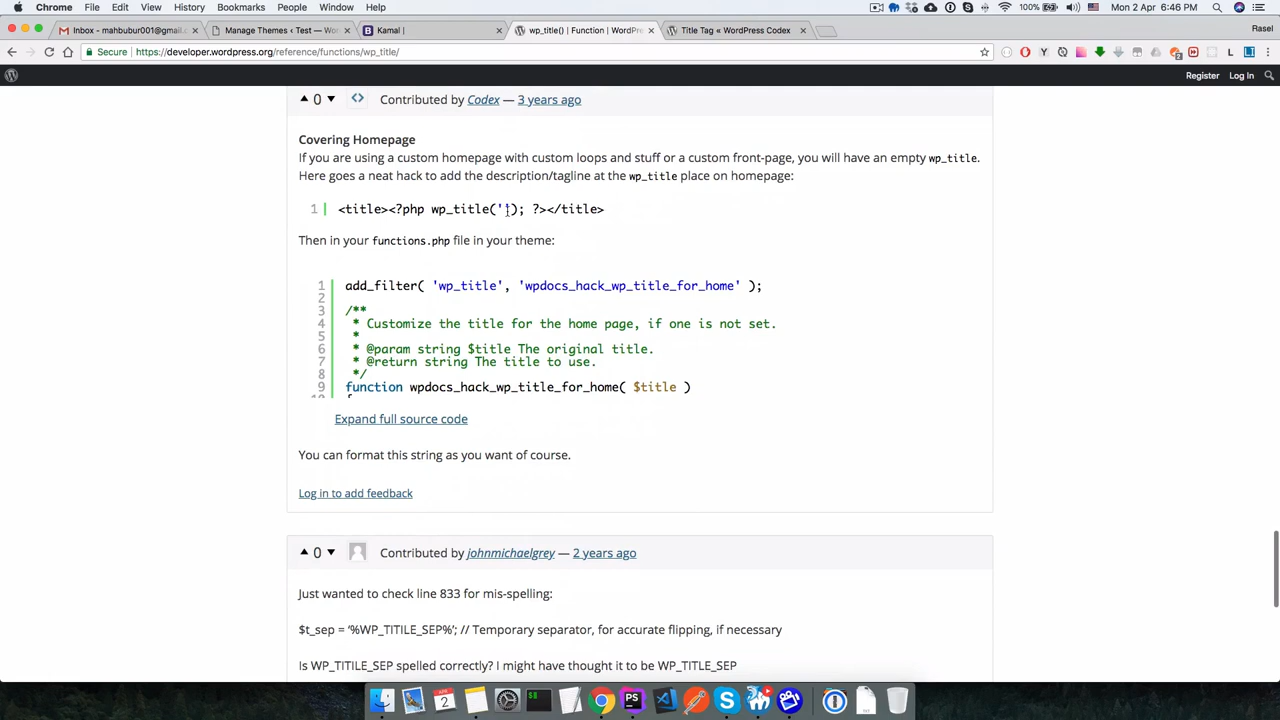 Chrome File Edit View History Bookmarks People Window Help 100% Mon 2 Apr 6:46 PM
Inbox - mahbubur001@gmail.c Manage Themes ‹ Test — Wo Kamal | wp_title() | Function | WordPre Title Tag « WordPress Codex Rasel
Secure https://developer.wordpress.org/reference/functions/wp_title/
Register Log In
0 Contributed by Codex — 3 years ago
Covering Homepage
If you are using a custom homepage with custom loops and stuff or a custom front-page, you will have an empty wp_title.
Here goes a neat hack to add the description/tagline at the wp_title place on homepage:
1 <title><?php wp_title(''); ?></title>
Then in your functions.php file in your theme:
1 add_filter( 'wp_title', 'wpdocs_hack_wp_title_for_home' );
2
3 /**
4 * Customize the title for the home page, if one is not set.
5 *
6 * @param string $title The original title.
7 * @return string The title to use.
8 */
9 function wpdocs_hack_wp_title_for_home( $title )
Expand full source code
You can format this string as you want of course.
Log in to add feedback
0 Contributed by johnmichaelgrey — 2 years ago
Just wanted to check line 833 for mis-spelling:
$t_sep = '%WP_TITILE_SEP%'; // Temporary separator, for accurate flipping, if necessary
Is WP_TITILE_SEP spelled correctly? I might have thought it to be WP_TITLE_SEP